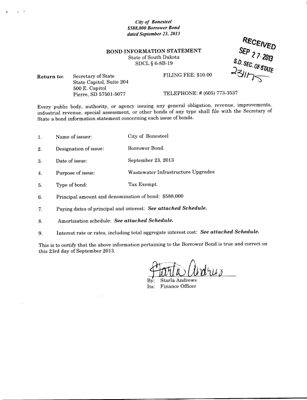 City of Bonesteel
$588,000 Borrower Bond
dated September 23, 2013
RECEIVED
SEP 27 2013
S.D. SEC. OF STATE
BOND INFORMATION STATEMENT
State of South Dakota
SDCL § 6-8B-19
Return to: Secretary of State FILING FEE: $10.00
State Capitol, Suite 204
500 E. Capitol
Pierre, SD 57501-5077 TELEPHONE: # (605) 773-3537
Every public body, authority, or agency issuing any general obligation, revenue, improvements,
industrial revenue, special assessment, or other bonds of any type shall file with the Secretary of
State a bond information statement concerning each issue of bonds.
1. Name of issuer: City of Bonesteel
2. Designation of issue: Borrower Bond.
3. Date of issue: September 23, 2013
4. Purpose of issue: Wastewater Infrastructure Upgrades
5. Type of bond: Tax Exempt.
6. Principal amount and denomination of bond: $588,000
7. Paying dates of principal and interest: See attached Schedule.
8. Amortization schedule: See attached Schedule.
9. Interest rate or rates, including total aggregate interest cost: See attached Schedule.
This is to certify that the above information pertaining to the Borrower Bond is true and correct on
this 23rd day of September 2013.
Starla Andrus
By: Starla Andrews
Its: Finance Officer